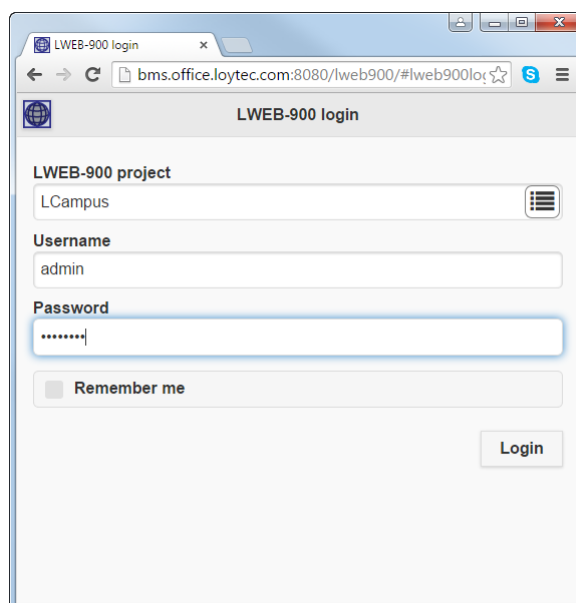 LWEB-900 login
bms.office.loytec.com:8080/lweb900/#lweb900log
LWEB-900 login
LWEB-900 project
LCampus
Username
admin
Password
••••••••
Remember me
Login